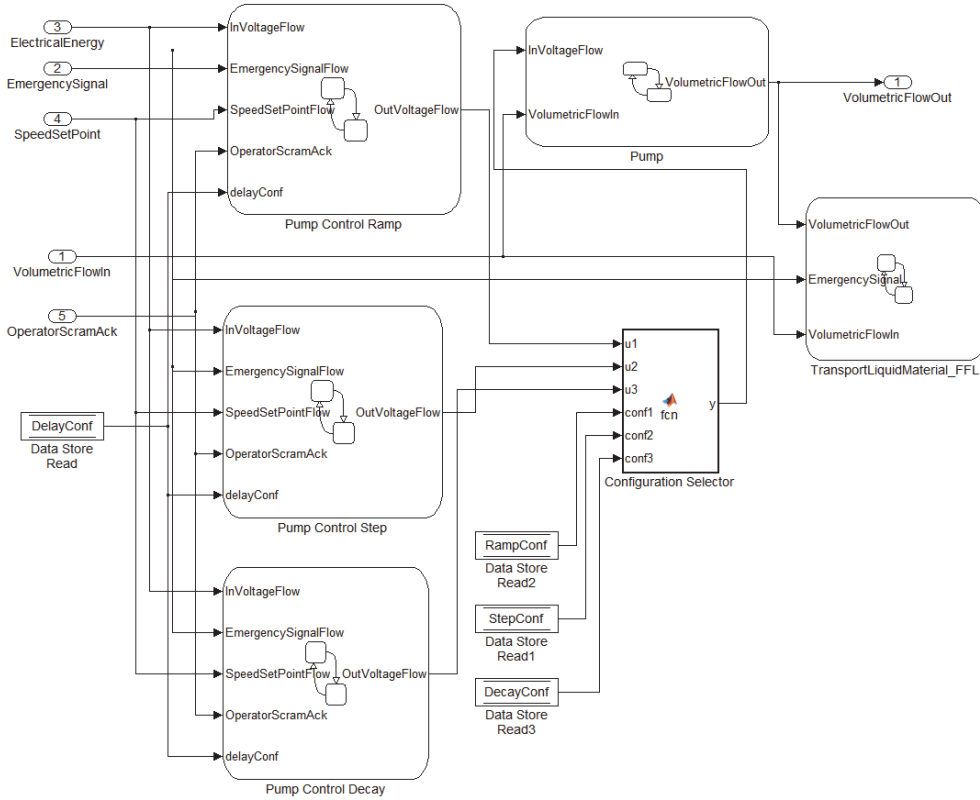 3
ElectricalEnergy
2
EmergencySignal
4
SpeedSetPoint
1
VolumetricFlowIn
5
OperatorScramAck
DelayConf
Data Store
Read
InVoltageFlow
EmergencySignalFlow
SpeedSetPointFlow
OutVoltageFlow
OperatorScramAck
delayConf
Pump Control Ramp
InVoltageFlow
EmergencySignalFlow
SpeedSetPointFlow
OutVoltageFlow
OperatorScramAck
delayConf
Pump Control Step
InVoltageFlow
EmergencySignalFlow
SpeedSetPointFlow
OutVoltageFlow
OperatorScramAck
delayConf
Pump Control Decay
InVoltageFlow
VolumetricFlowOut
VolumetricFlowIn
Pump
1
VolumetricFlowOut
VolumetricFlowOut
EmergencySignal
VolumetricFlowIn
TransportLiquidMaterial_FFL
u1
u2
u3
conf1
conf2
conf3
fcn
y
Configuration Selector
RampConf
Data Store
Read2
StepConf
Data Store
Read1
DecayConf
Data Store
Read3